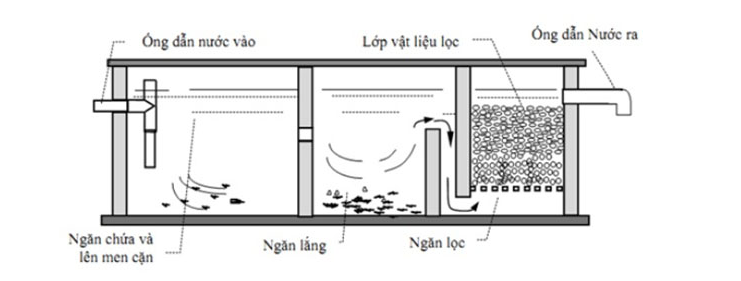 Ống dẫn nước vào
Lớp vật liệu lọc
Ống dẫn Nước ra
Ngăn chứa và
lên men cặn
Ngăn lắng
Ngăn lọc